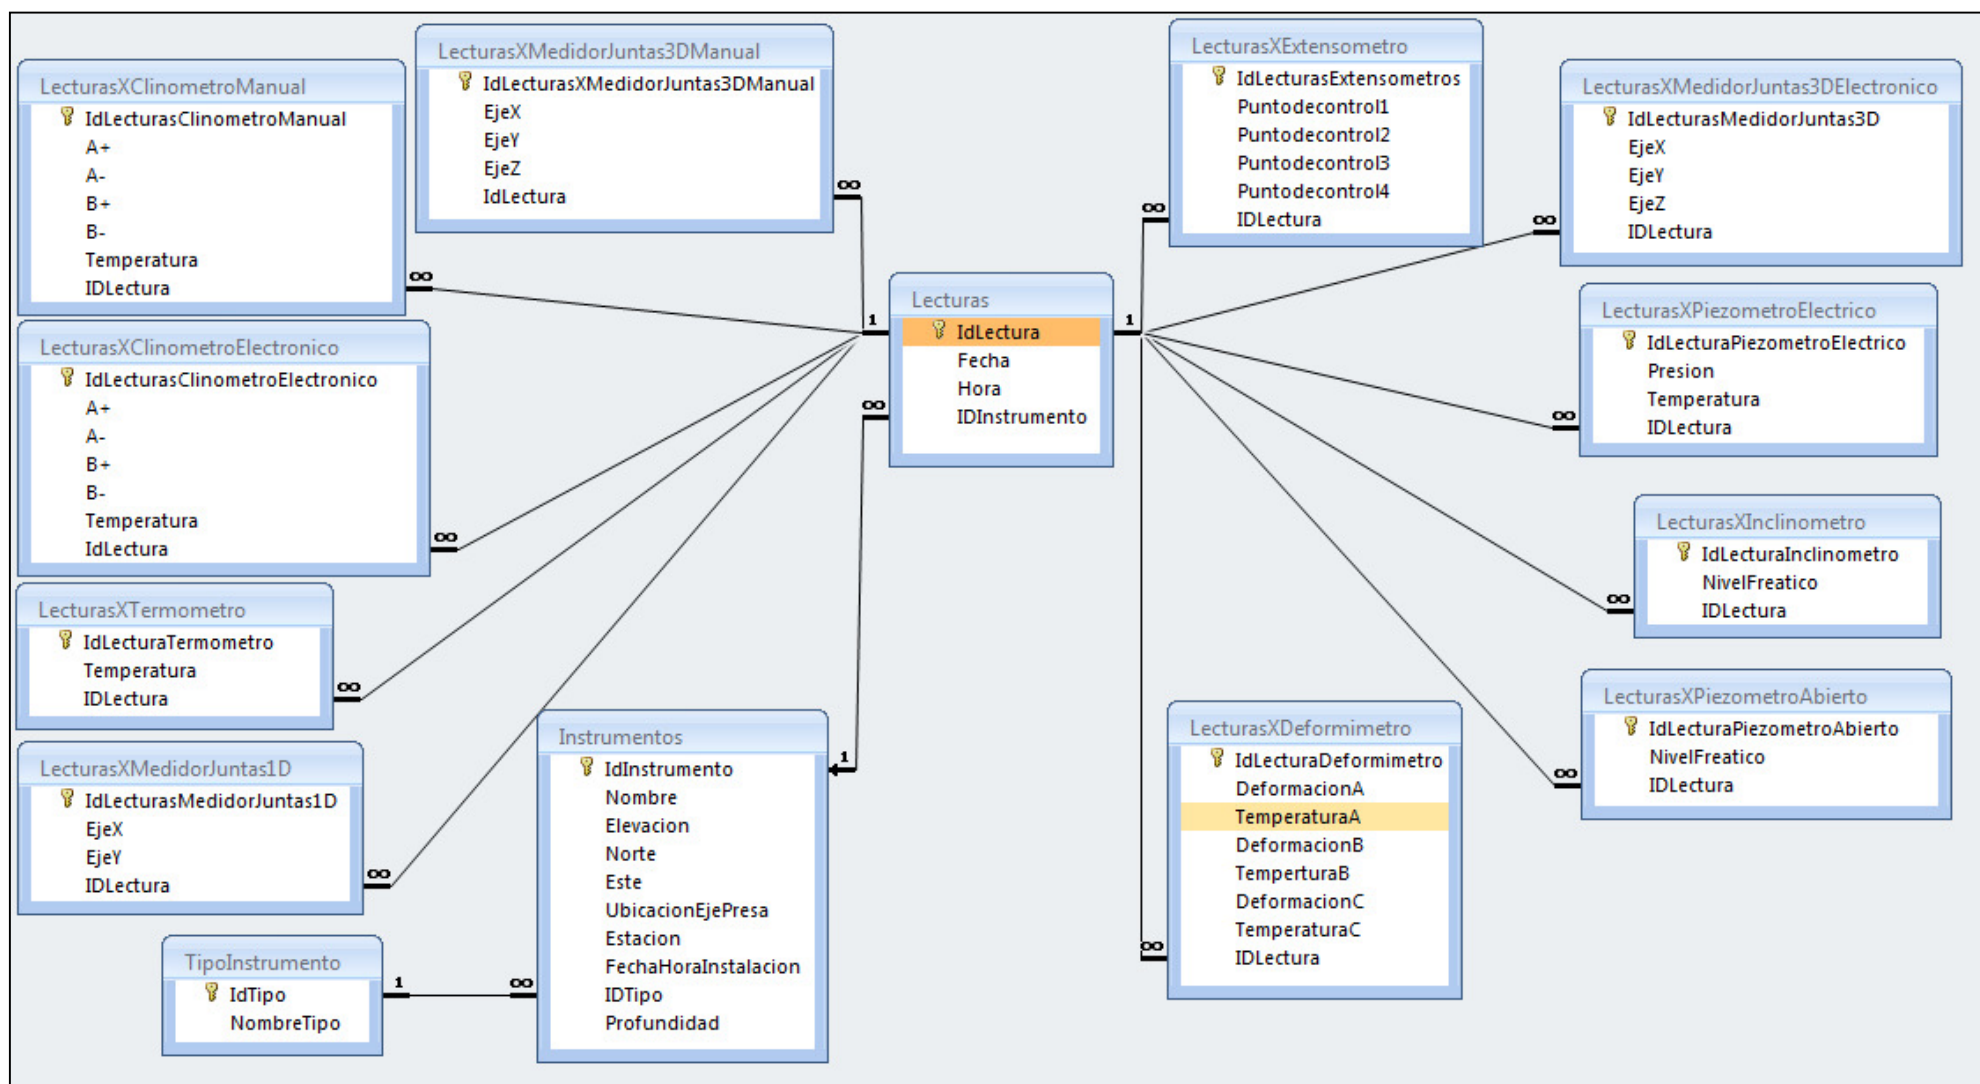 LecturasXClinometroManual
IdLecturasClinometroManual
A+
A-
B+
B-
Temperatura
IDLectura
LecturasXMedidorJuntas3DManual
IdLecturasXMedidorJuntas3DManual
EjeX
EjeY
EjeZ
IdLectura
LecturasXExtensometro
IdLecturasExtensometros
Puntodecontrol1
Puntodecontrol2
Puntodecontrol3
Puntodecontrol4
IDLectura
LecturasXMedidorJuntas3DElectronico
IdLecturasMedidorJuntas3D
EjeX
EjeY
EjeZ
IDLectura
∞
∞
∞
∞
Lecturas
IdLectura
Fecha
Hora
IDInstrumento
1
1
∞
LecturasXClinometroElectronico
IdLecturasClinometroElectronico
A+
A-
B+
B-
Temperatura
IdLectura
∞
LecturasXPiezometroElectrico
IdLecturaPiezometroElectrico
Presion
Temperatura
IDLectura
∞
LecturasXInclinometro
IdLecturaInclinometro
NivelFreatico
IDLectura
∞
LecturasXTermometro
IdLecturaTermometro
Temperatura
IDLectura
∞
LecturasXMedidorJuntas1D
IdLecturasMedidorJuntas1D
EjeX
EjeY
IDLectura
∞
Instrumentos
IdInstrumento
Nombre
Elevacion
Norte
Este
UbicacionEjePresa
Estacion
FechaHoraInstalacion
IDTipo
Profundidad
1
∞
LecturasXDeformimetro
IdLecturaDeformimetro
DeformacionA
TemperaturaA
DeformacionB
TemperturaB
DeformacionC
TemperaturaC
IDLectura
∞
LecturasXPiezometroAbierto
IdLecturaPiezometroAbierto
NivelFreatico
IDLectura
∞
TipoInstrumento
IdTipo
NombreTipo
1